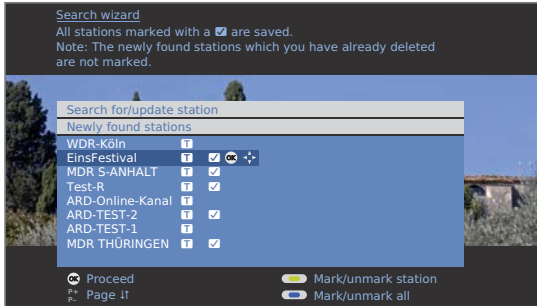 Search wizard
All stations marked with a ☑ are saved.
Note: The newly found stations which you have already deleted
are not marked.
Search for/update station
Newly found stations
WDR-Köln T
EinsFestival T ☑ OK
MDR S-ANHALT T ☑
Test-R T ☑
ARD-Online-Kanal T
ARD-TEST-2 T ☑
ARD-TEST-1 T
MDR THÜRINGEN T ☑
OK Proceed
Mark/unmark station
P+ P− Page ↓↑
Mark/unmark all